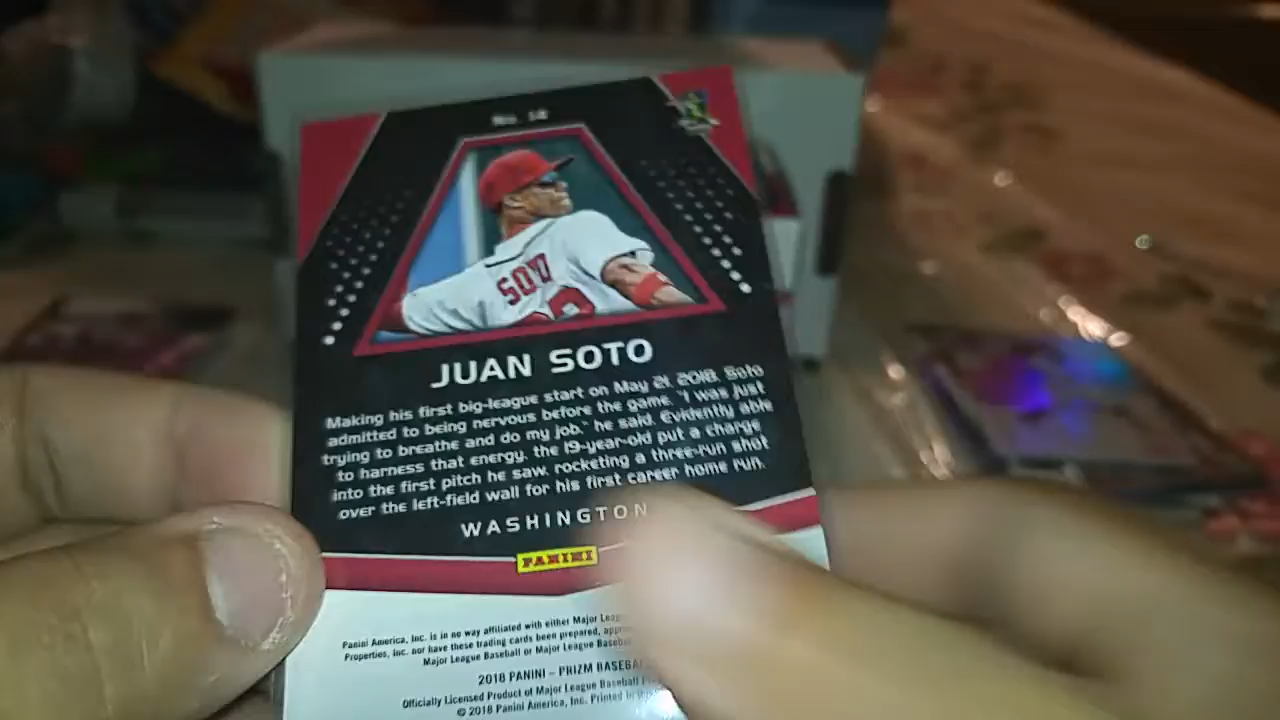 No. 14
SOTO
JUAN SOTO
Making his first big-league start on May 21, 2018, Soto
admitted to being nervous before the game. "I was just
trying to breathe and do my job," he said. Evidently able
to harness that energy, the 19-year-old put a charge
into the first pitch he saw, rocketing a three-run shot
over the left-field wall for his first career home run.
WASHINGTON
PANINI
Panini America, Inc. is in no way affiliated with either Major Leag
Properties, Inc. nor have these trading cards been prepared,
Major League Baseball or Major League Baseba
2018 PANINI – PRIZM BASEBA
Officially Licensed Product of Major League Baseball
© 2018 Panini America, Inc. Printed in